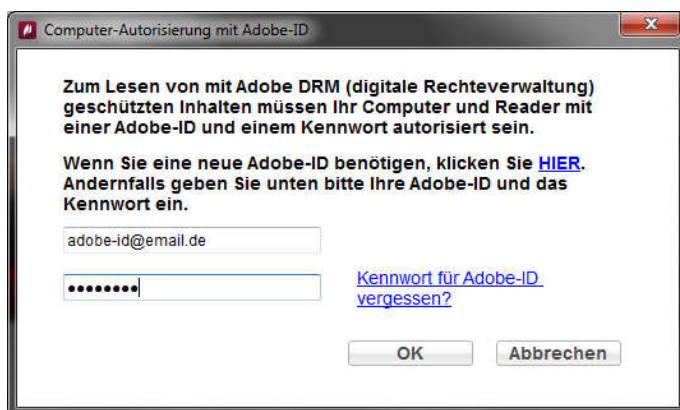 Computer-Autorisierung mit Adobe-ID
Zum Lesen von mit Adobe DRM (digitale Rechteverwaltung)
geschützten Inhalten müssen Ihr Computer und Reader mit
einer Adobe-ID und einem Kennwort autorisiert sein.
Wenn Sie eine neue Adobe-ID benötigen, klicken Sie HIER.
Andernfalls geben Sie unten bitte Ihre Adobe-ID und das
Kennwort ein.
adobe-id@email.de
••••••••
Kennwort für Adobe-ID
vergessen?
OK
Abbrechen